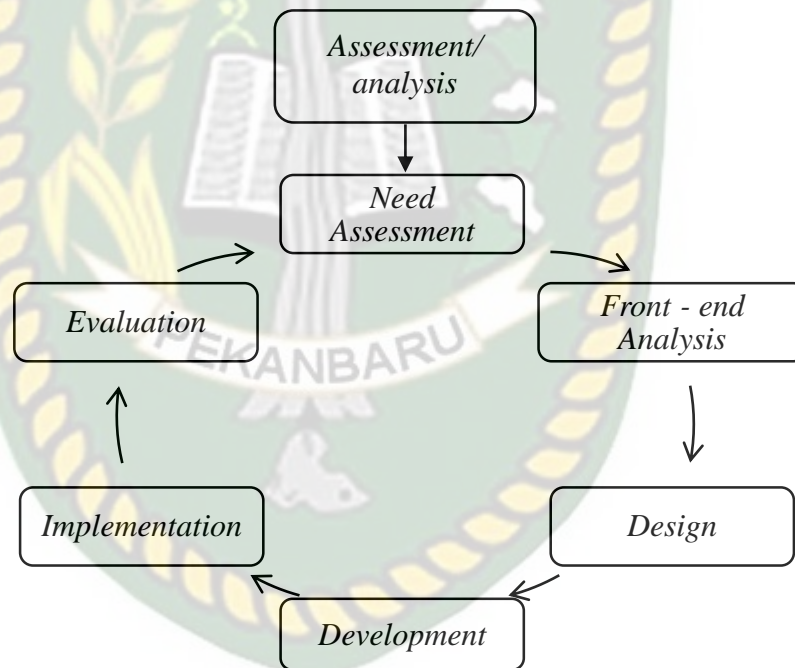 Assessment/
analysis
Need
Assessment
Evaluation
Front - end
Analysis
PEKANBARU
Implementation
Design
Development